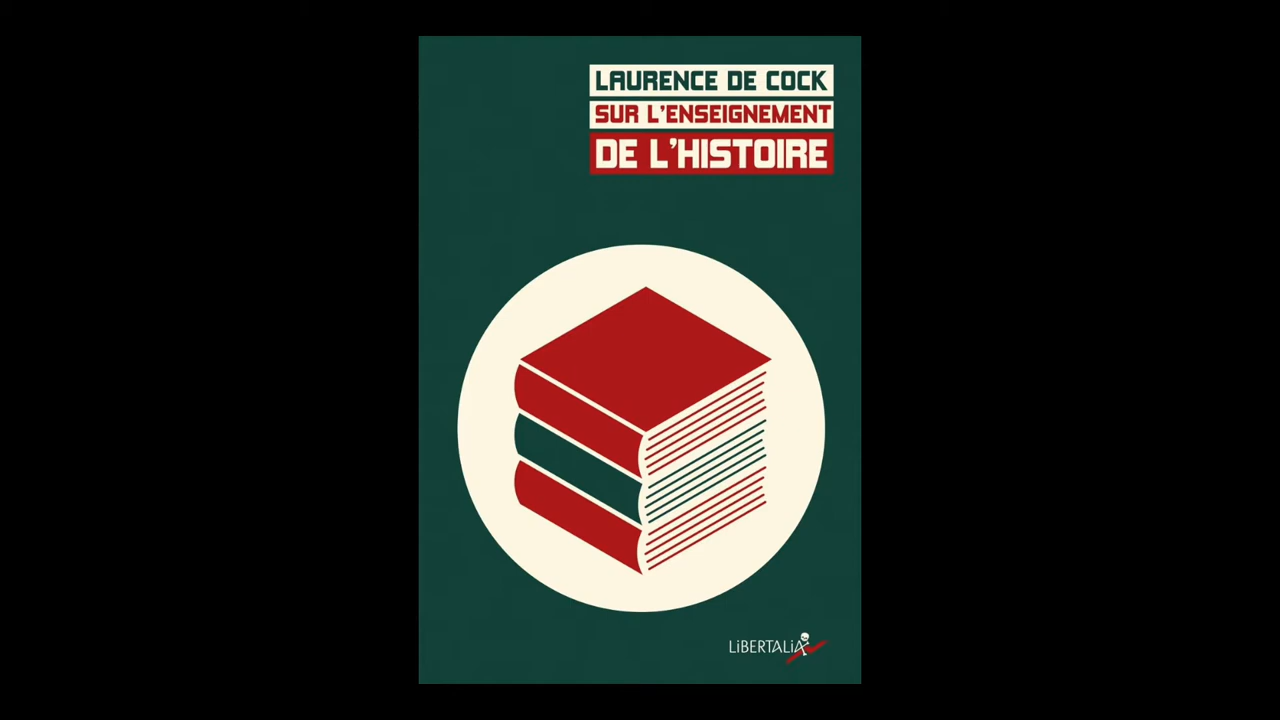 LAURENCE DE COCK
SUR L'ENSEIGNEMENT
DE L'HISTOIRE
LiBERTALiA